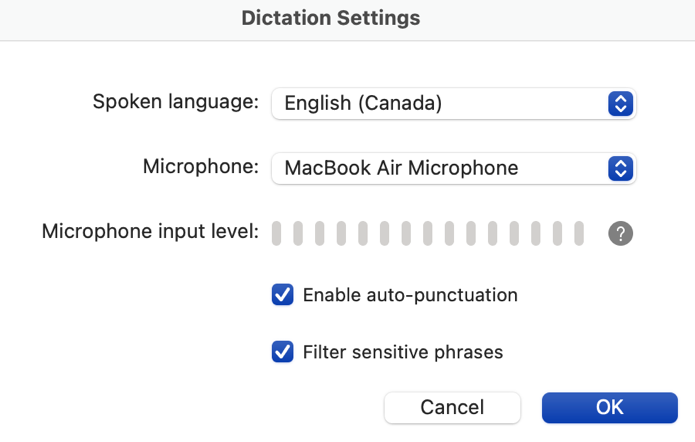 Dictation Settings
Spoken language: English (Canada)
Microphone: MacBook Air Microphone
Microphone input level: ?
Enable auto-punctuation
Filter sensitive phrases
Cancel OK